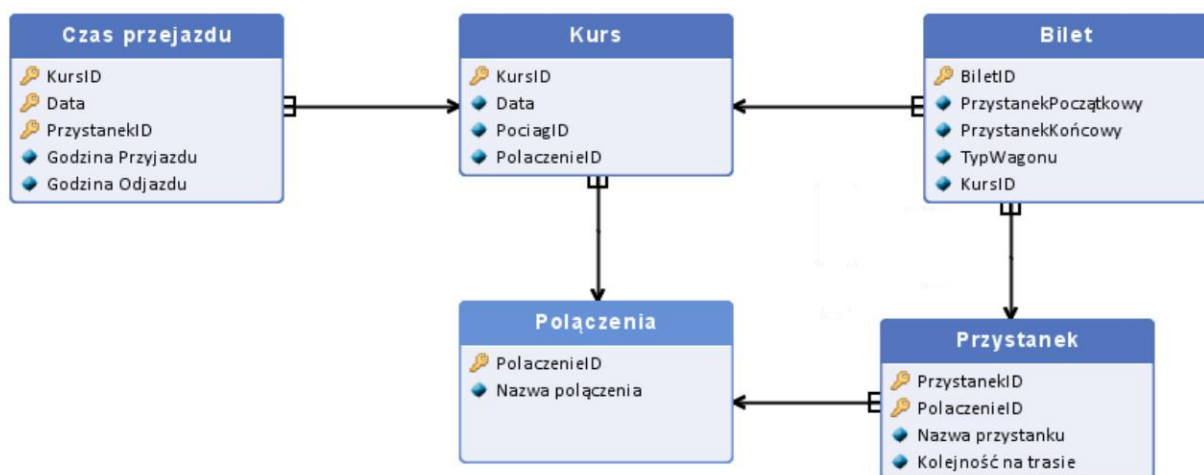 Czas przejazdu
KursID
Data
PrzystanekID
Godzina Przyjazdu
Godzina Odjazdu
Kurs
KursID
Data
PociagID
PolaczenieID
Bilet
BiletID
PrzystanekPoczątkowy
PrzystanekKońcowy
TypWagonu
KursID
Połączenia
PolaczenieID
Nazwa połączenia
Przystanek
PrzystanekID
PolaczenieID
Nazwa przystanku
Kolejność na trasie